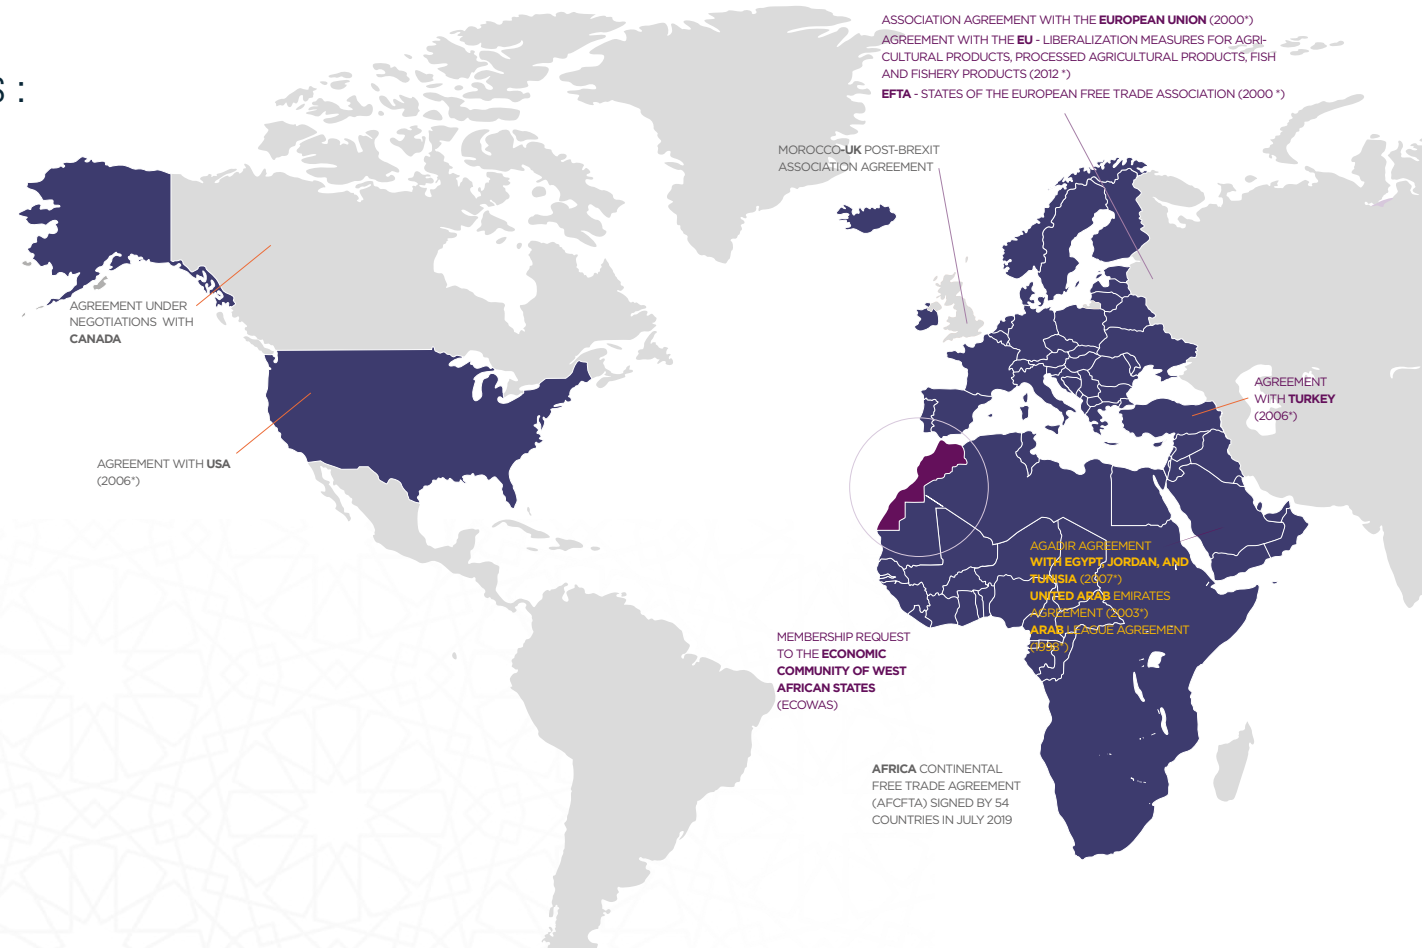 S :
ASSOCIATION AGREEMENT WITH THE EUROPEAN UNION (2000*)
AGREEMENT WITH THE EU - LIBERALIZATION MEASURES FOR AGRI-
CULTURAL PRODUCTS, PROCESSED AGRICULTURAL PRODUCTS, FISH
AND FISHERY PRODUCTS (2012 *)
EFTA - STATES OF THE EUROPEAN FREE TRADE ASSOCIATION (2000 *)
MOROCCO-UK POST-BREXIT
ASSOCIATION AGREEMENT
AGREEMENT UNDER
NEGOTIATIONS WITH
CANADA
AGREEMENT
WITH TURKEY
(2006*)
AGREEMENT WITH USA
(2006*)
AGADIR AGREEMENT
WITH EGYPT, JORDAN, AND
TUNISIA (2007*)
UNITED ARAB EMIRATES
AGREEMENT (2003*)
ARAB LEAGUE AGREEMENT
(1998*)
MEMBERSHIP REQUEST
TO THE ECONOMIC
COMMUNITY OF WEST
AFRICAN STATES
(ECOWAS)
AFRICA CONTINENTAL
FREE TRADE AGREEMENT
(AFCFTA) SIGNED BY 54
COUNTRIES IN JULY 2019